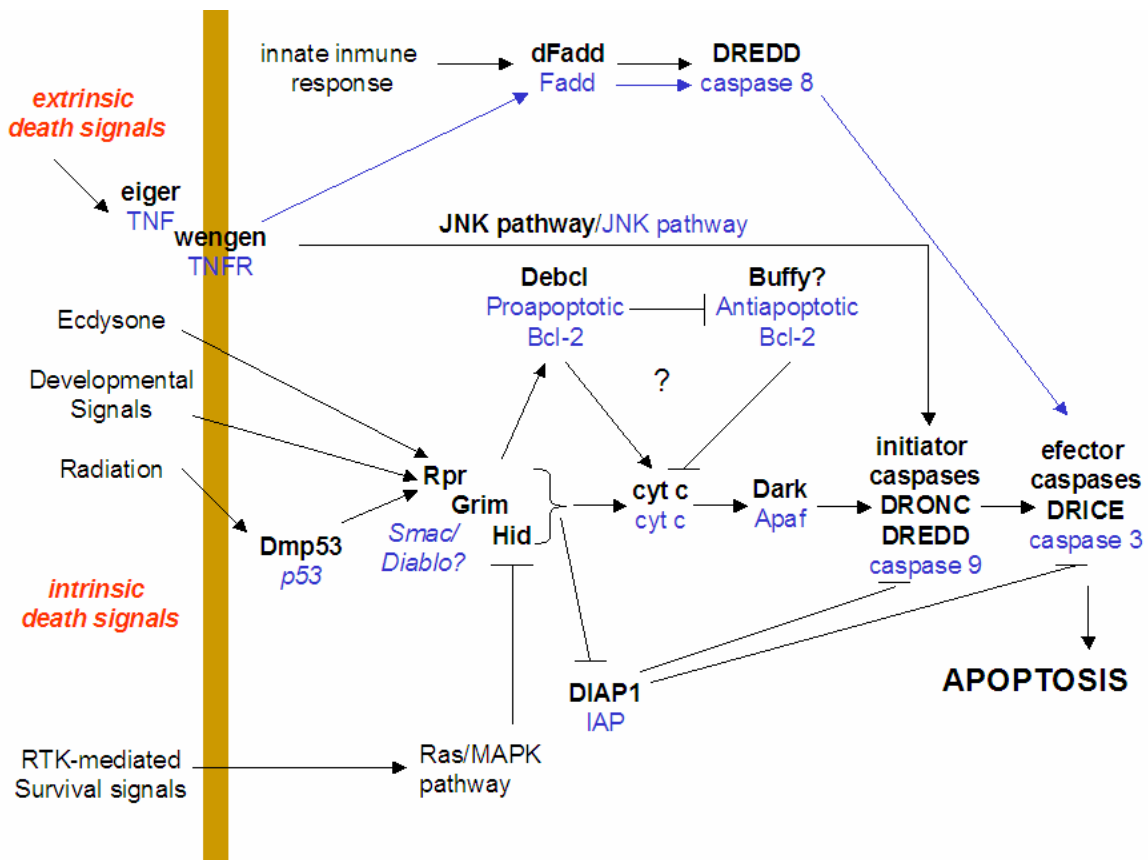 innate inmune
response
dFadd
Fadd
DREDD
caspase 8
extrinsic
death signals
eiger
TNF
wengen
TNFR
JNK pathway/JNK pathway
Debcl
Proapoptotic
Bcl-2
Buffy?
Antiapoptotic
Bcl-2
?
Ecdysone
Developmental
Signals
Radiation
Rpr
Grim
Hid
Smac/
Diablo?
Dmp53
p53
cyt c
cyt c
Dark
Apaf
initiator
caspases
DRONC
DREDD
caspase 9
efector
caspases
DRICE
caspase 3
intrinsic
death signals
DIAP1
IAP
APOPTOSIS
RTK-mediated
Survival signals
Ras/MAPK
pathway